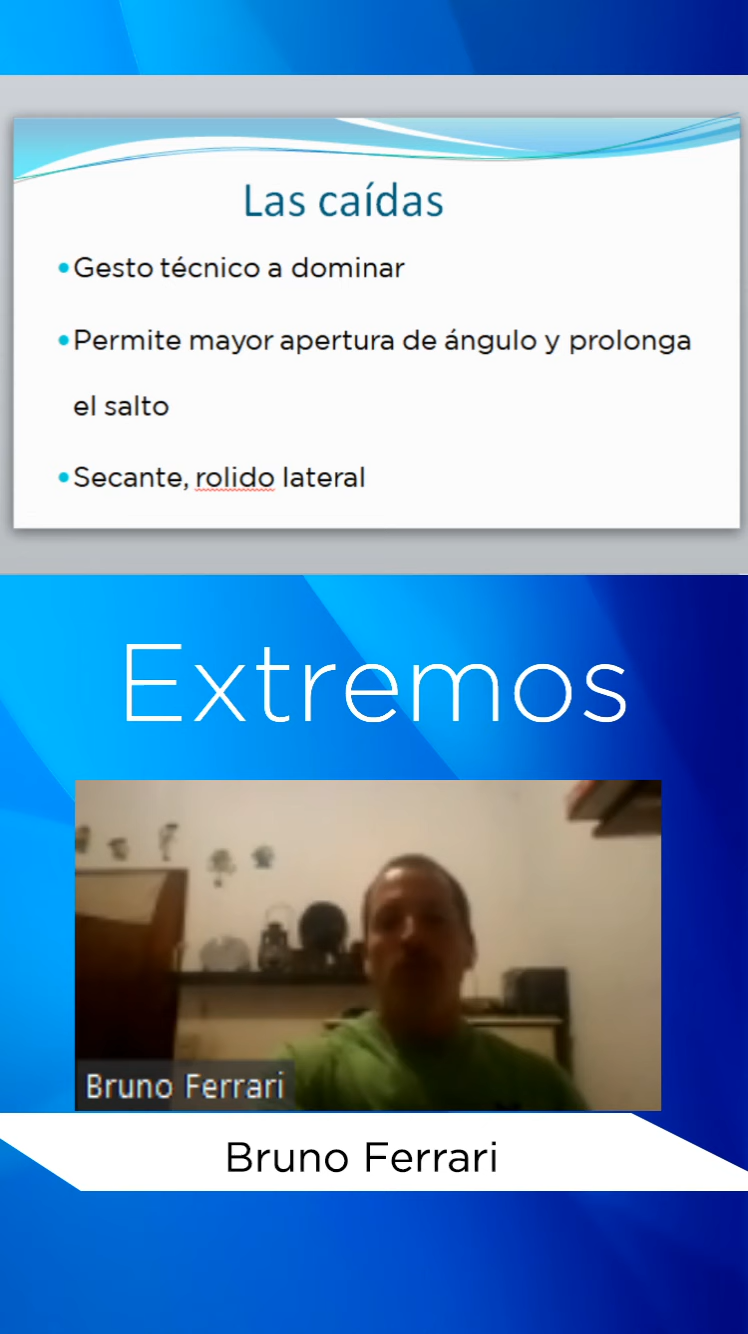 Las caídas
•Gesto técnico a dominar
•Permite mayor apertura de ángulo y prolonga
el salto
•Secante, rolido lateral
Extremos
Bruno Ferrari
Bruno Ferrari